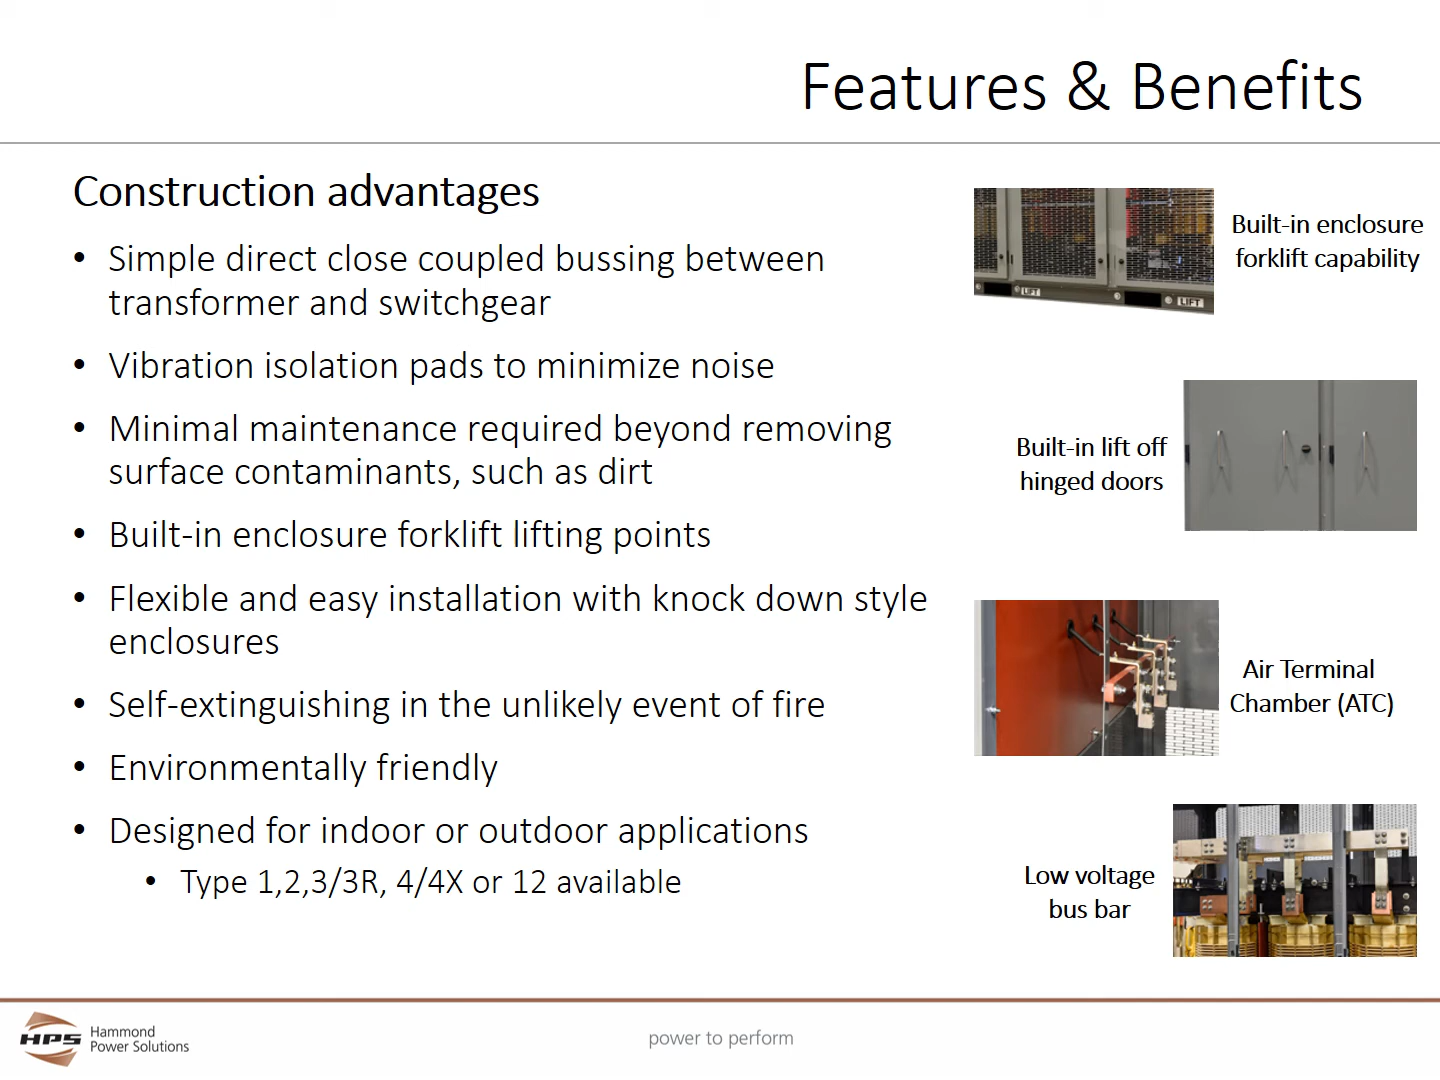 Features & Benefits
Construction advantages
• Simple direct close coupled bussing between
transformer and switchgear
• Vibration isolation pads to minimize noise
• Minimal maintenance required beyond removing
surface contaminants, such as dirt
• Built-in enclosure forklift lifting points
• Flexible and easy installation with knock down style
enclosures
• Self-extinguishing in the unlikely event of fire
• Environmentally friendly
• Designed for indoor or outdoor applications
• Type 1,2,3/3R, 4/4X or 12 available
LIFT
LIFT
Built-in enclosure
forklift capability
Built-in lift off
hinged doors
Air Terminal
Chamber (ATC)
Low voltage
bus bar
HPS
Hammond
Power Solutions
power to perform